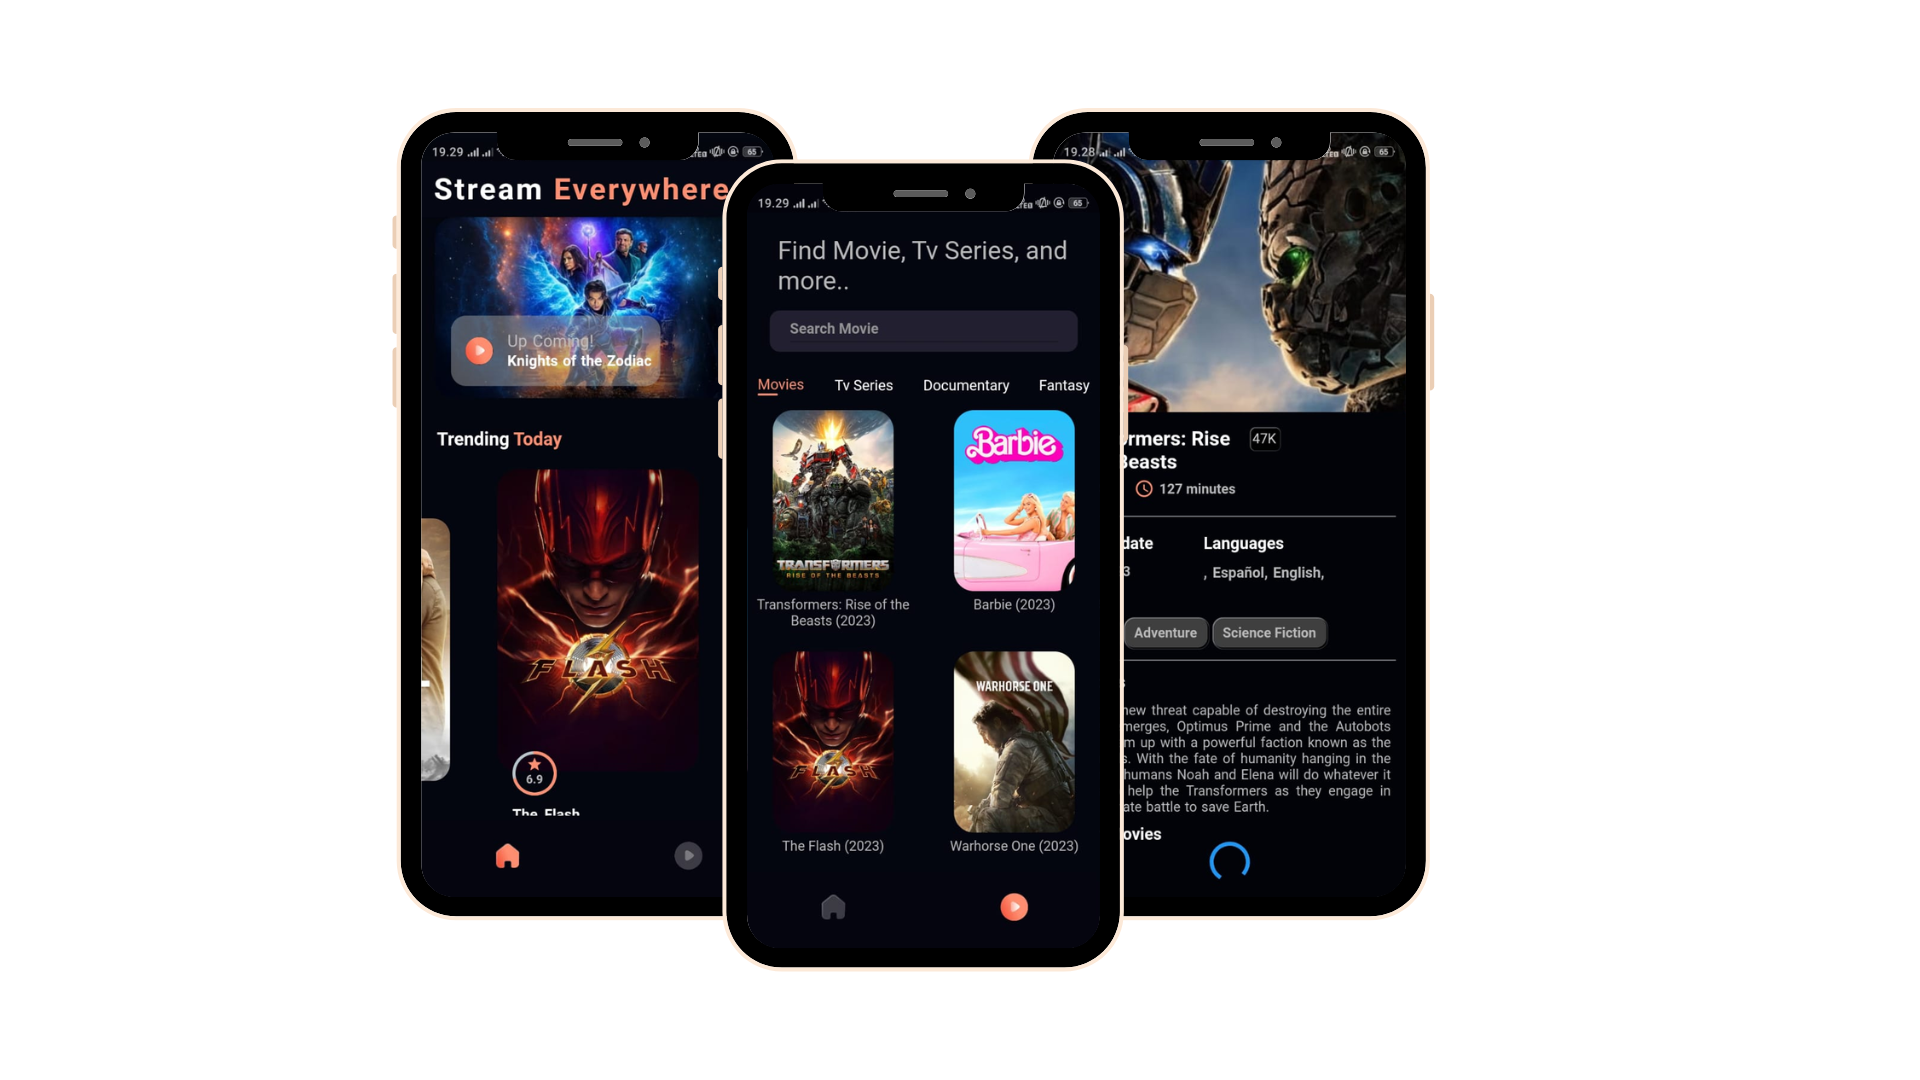 19.29
65
Stream Everywhere
Up Coming!
Knights of the Zodiac
Trending Today
FLASH
6.9
The Flash
19.29
65
Find Movie, Tv Series, and
more..
Search Movie
Movies Tv Series Documentary Fantasy
TRANSFORMERS
RISE OF THE BEASTS
Barbie
Transformers: Rise of the
Beasts (2023)
Barbie (2023)
FLASH
WARHORSE ONE
The Flash (2023)
Warhorse One (2023)
19.28
65
rmers: Rise 47K
Beasts
127 minutes
date Languages
3 , Español, English,
Adventure Science Fiction
s
new threat capable of destroying the entire
merges, Optimus Prime and the Autobots
m up with a powerful faction known as the
s. With the fate of humanity hanging in the
humans Noah and Elena will do whatever it
help the Transformers as they engage in
ate battle to save Earth.
ovies